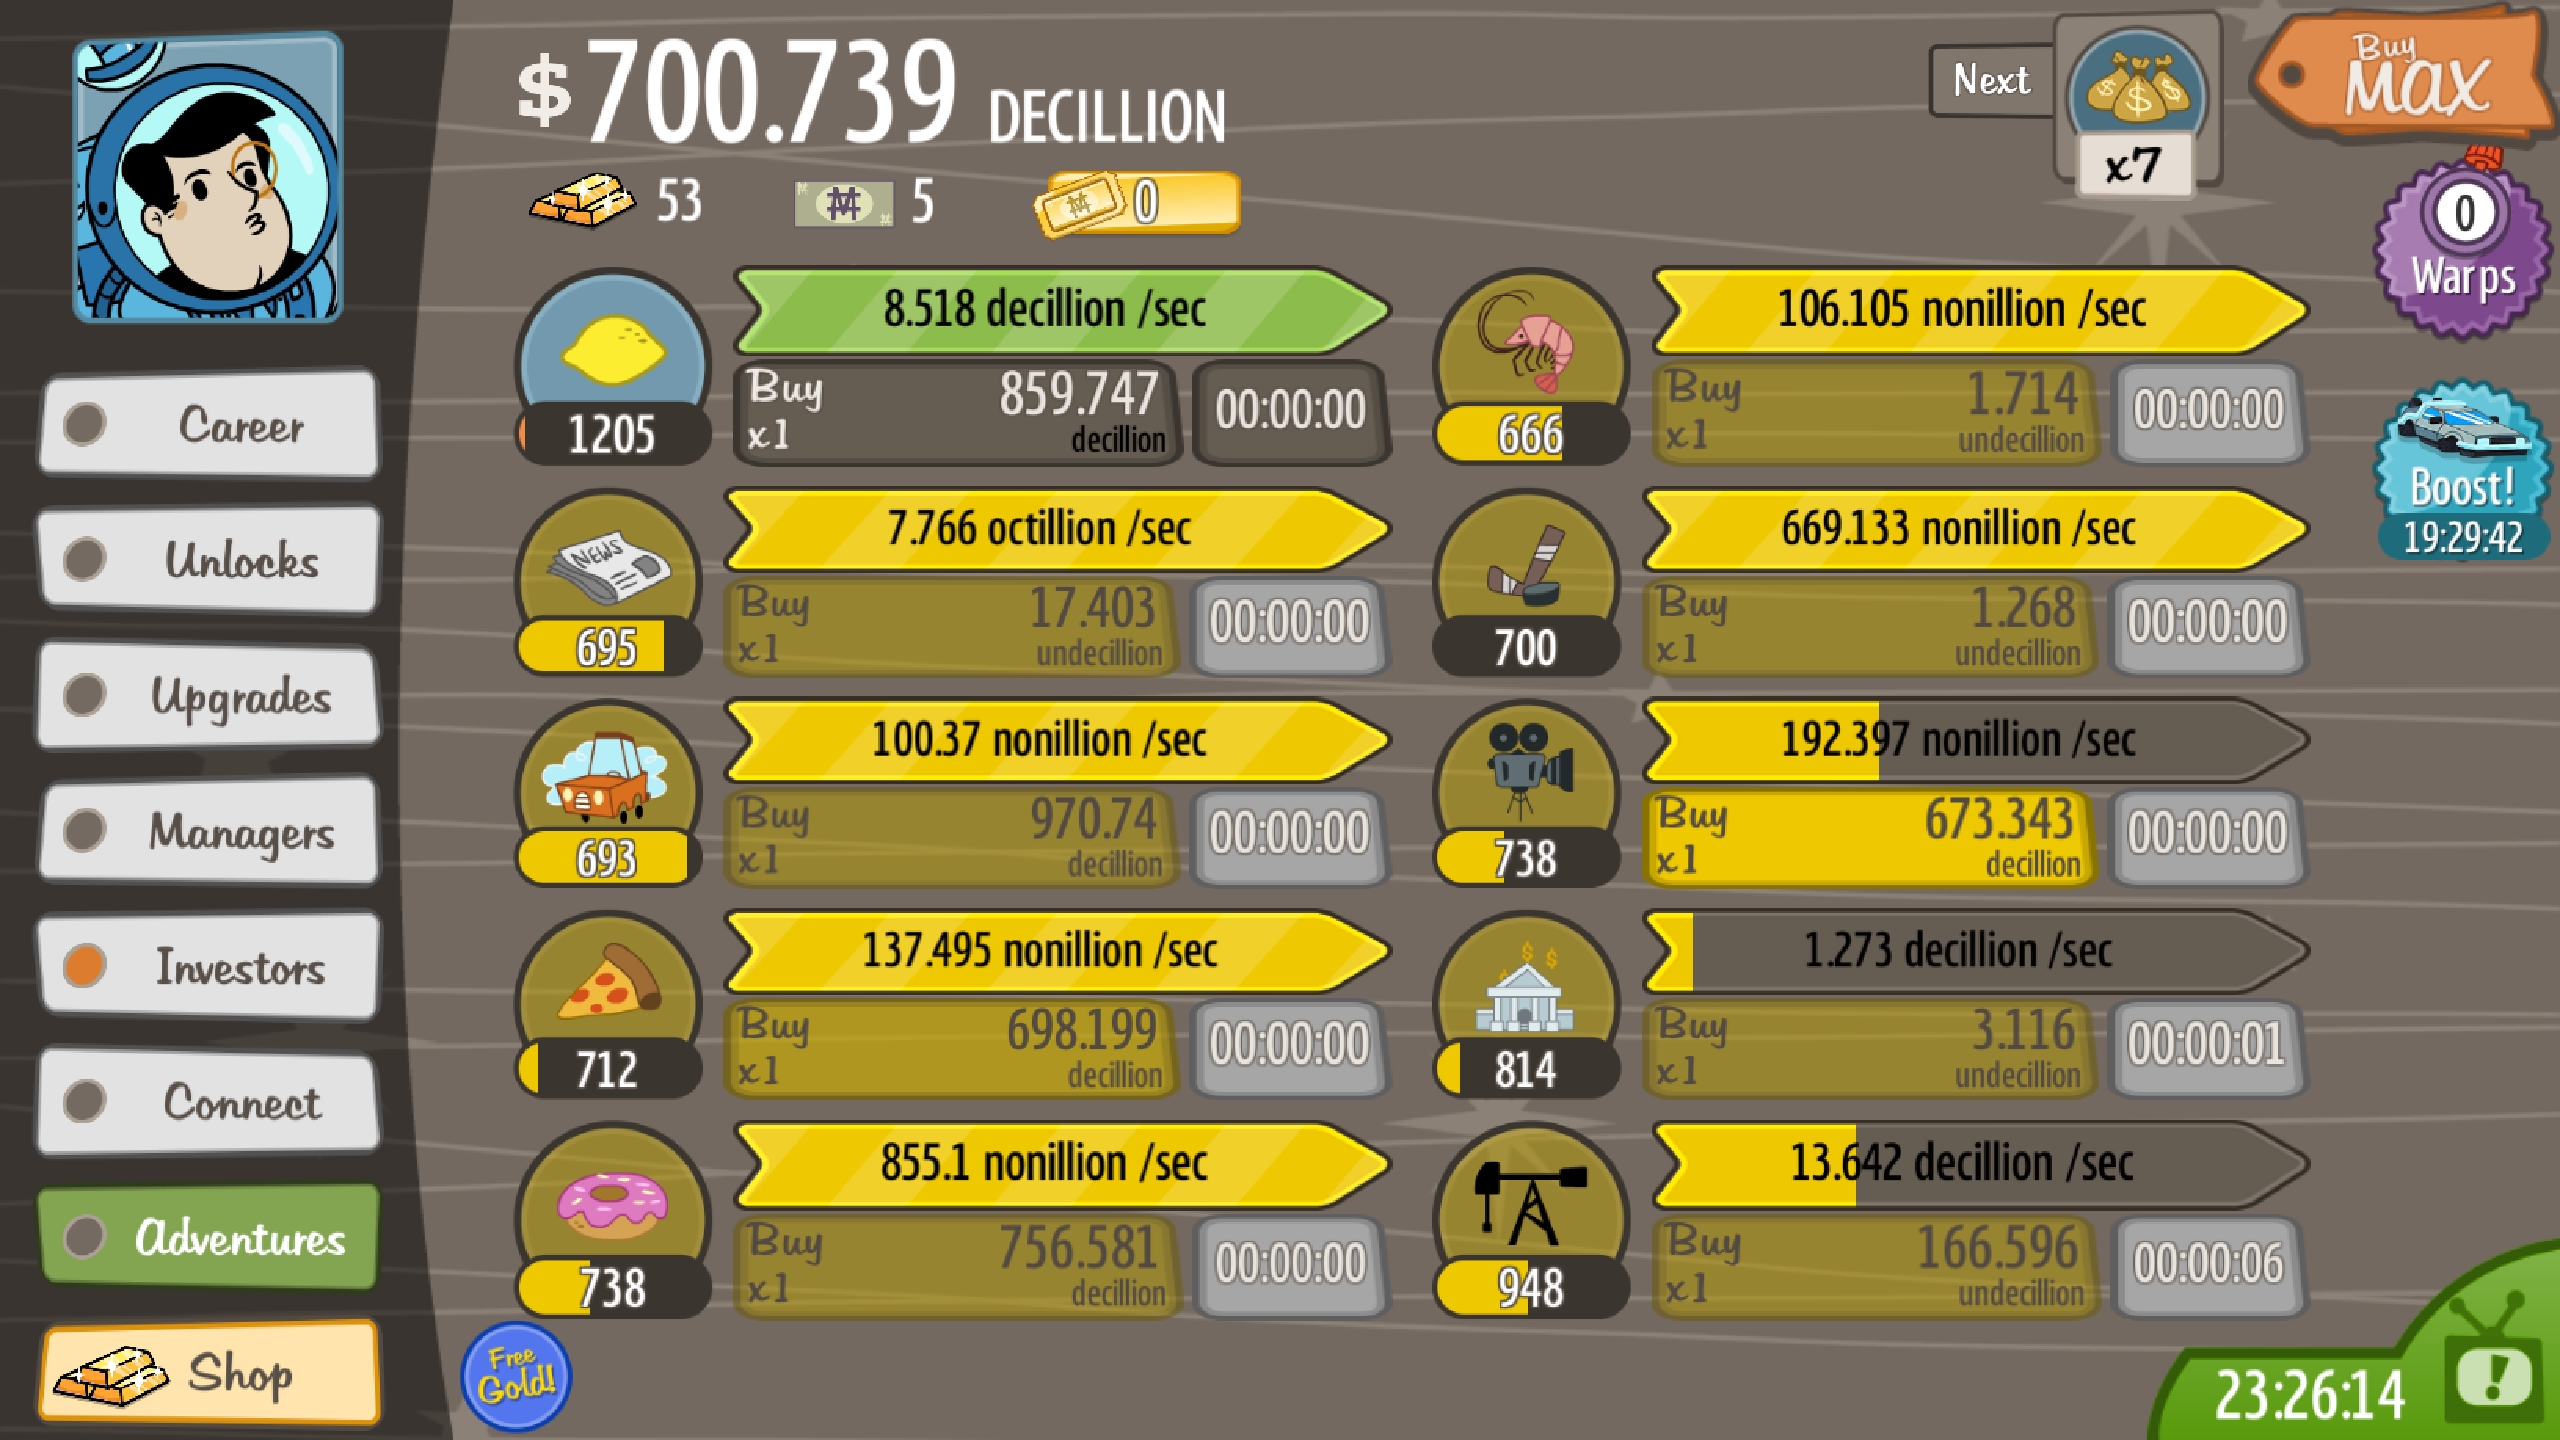 $700.739 DECILLION
Next
x7
Buy
MAX
53
5
0
0
Warps
Boost!
19:29:42
Career
Unlocks
Upgrades
Managers
Investors
Connect
Adventures
Shop
8.518 decillion /sec
1205
Buy x1
859.747 decillion
00:00:00
106.105 nonillion /sec
666
Buy x1
1.714 undecillion
00:00:00
NEWS
7.766 octillion /sec
695
Buy x1
17.403 undecillion
00:00:00
669.133 nonillion /sec
700
Buy x1
1.268 undecillion
00:00:00
100.37 nonillion /sec
693
Buy x1
970.74 decillion
00:00:00
192.397 nonillion /sec
738
Buy x1
673.343 decillion
00:00:00
137.495 nonillion /sec
712
Buy x1
698.199 decillion
00:00:00
1.273 decillion /sec
814
Buy x1
3.116 undecillion
00:00:01
855.1 nonillion /sec
738
Buy x1
756.581 decillion
00:00:00
13.642 decillion /sec
948
Buy x1
166.596 undecillion
00:00:06
Free
Gold!
23:26:14
!